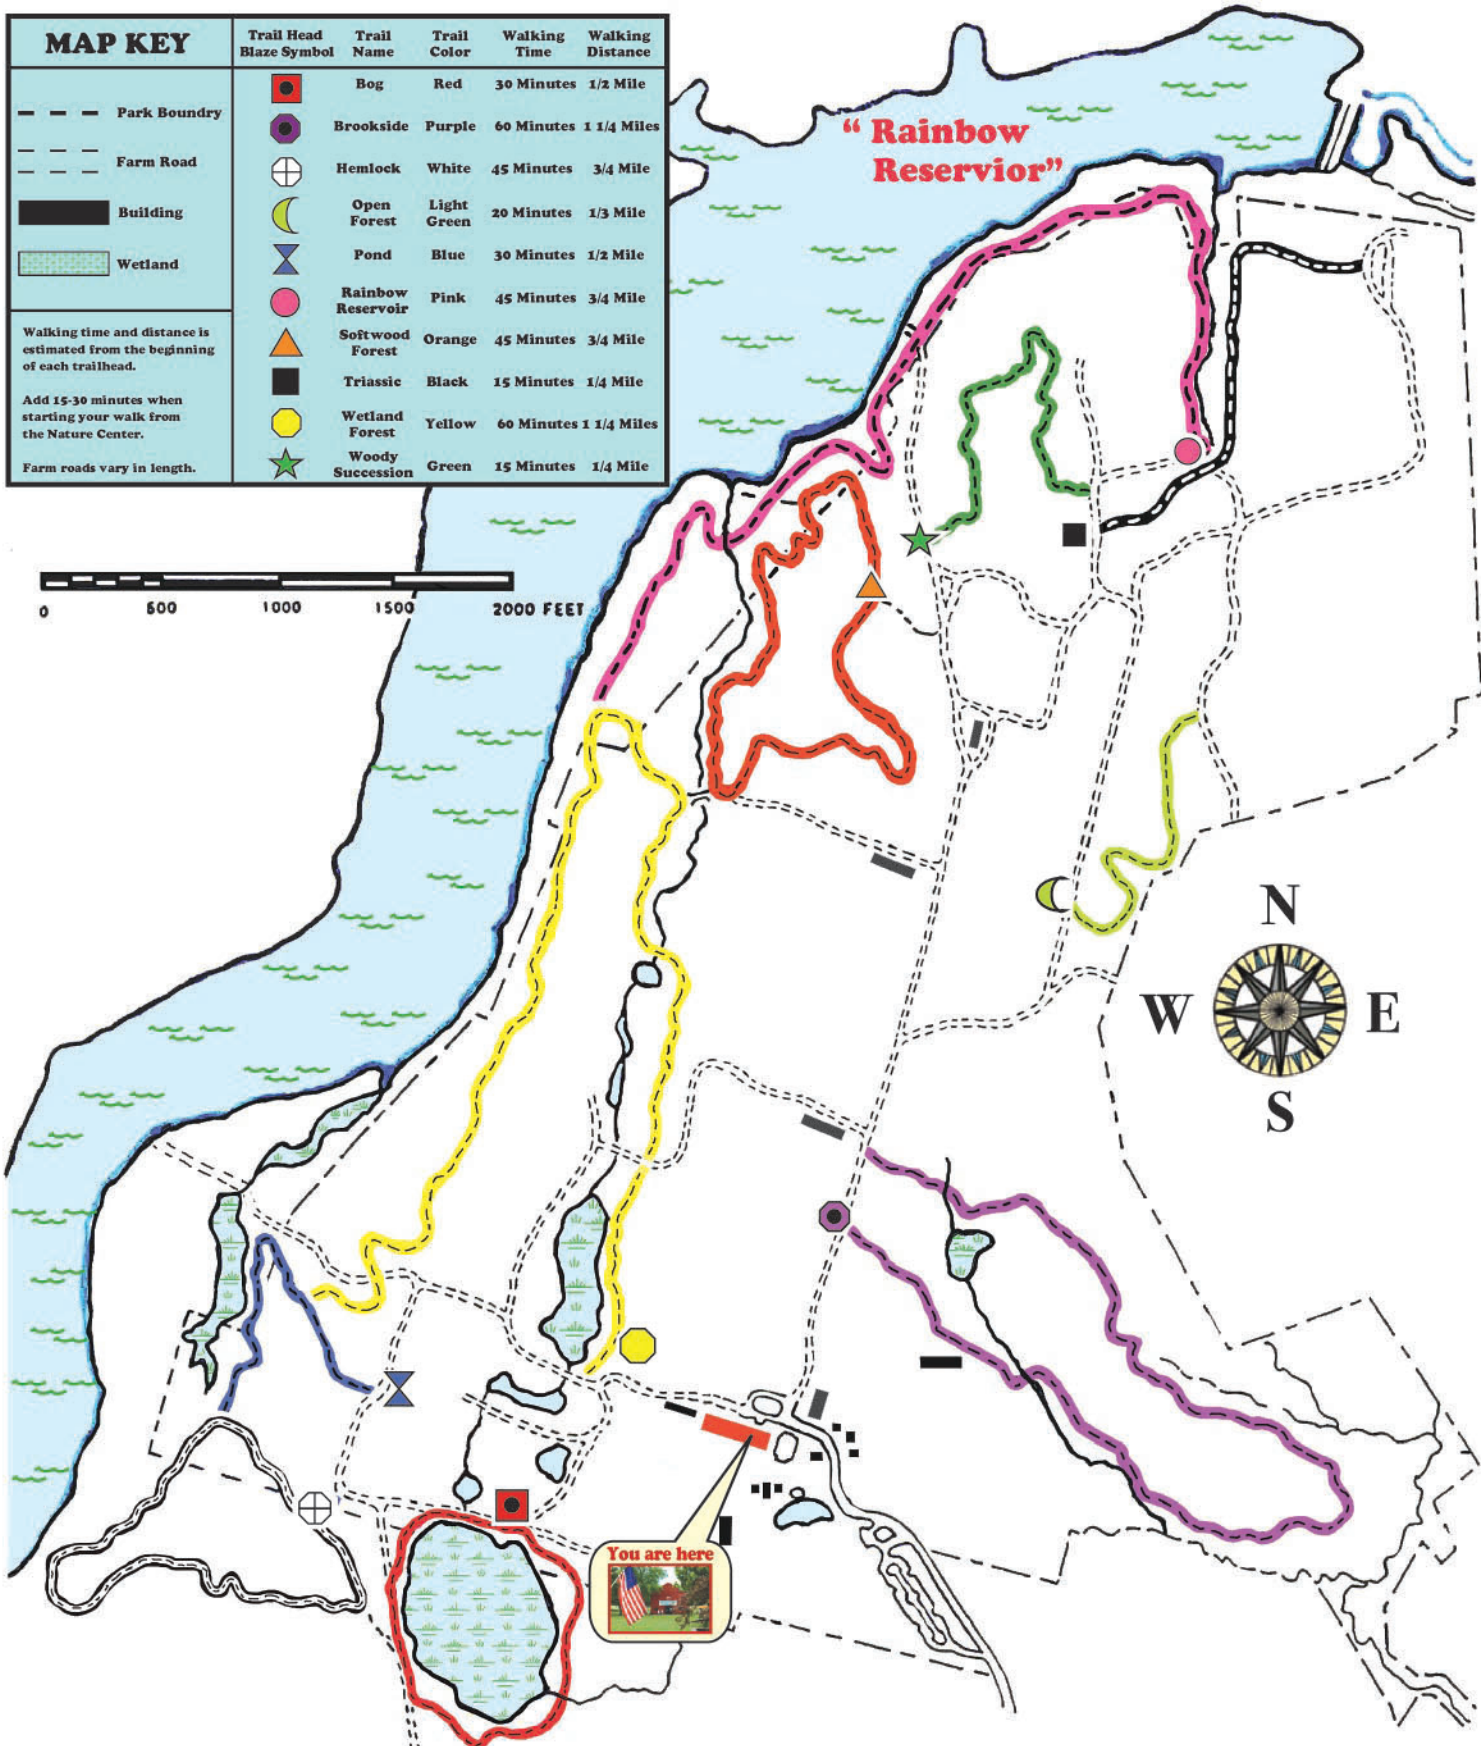 MAP KEY
Park Boundry
Farm Road
Building
Wetland
Walking time and distance is
estimated from the beginning
of each trailhead.
Add 15-30 minutes when
starting your walk from
the Nature Center.
Farm roads vary in length.
Trail Head
Blaze Symbol
Trail
Name
Trail
Color
Walking
Time
Walking
Distance
Bog Red 30 Minutes 1/2 Mile
Brookside Purple 60 Minutes 1 1/4 Miles
Hemlock White 45 Minutes 3/4 Mile
Open
Forest
Light
Green
20 Minutes 1/3 Mile
Pond Blue 30 Minutes 1/2 Mile
Rainbow
Reservoir
Pink 45 Minutes 3/4 Mile
Softwood
Forest
Orange 45 Minutes 3/4 Mile
Triassic Black 15 Minutes 1/4 Mile
Wetland
Forest
Yellow 60 Minutes 1 1/4 Miles
Woody
Succession
Green 15 Minutes 1/4 Mile
“ Rainbow
Reservior”
0 500 1000 1500 2000 FEET
N
W E
S
You are here